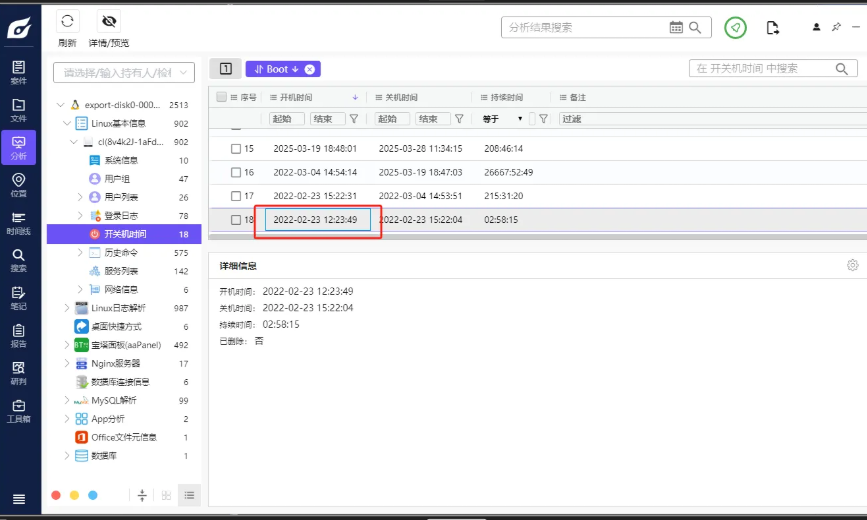 刷新
详情/预览
分析结果搜索
案件
文件
分析
位置
时间线
搜索
笔记
报告
研判
工具箱
请选择/输入持有人/检材
export-disk0-000... 2513
Linux基本信息 902
cl(8v4k2J-1aFd... 902
系统信息 10
用户组 47
用户列表 26
登录日志 78
开关机时间 18
历史命令 575
服务列表 142
网络信息 6
Linux日志解析 987
桌面快捷方式 6
宝塔面板(aaPanel) 492
Nginx服务器 17
数据库连接信息 6
MySQL解析 99
App分析 2
Office文件元信息 1
数据库 1
1
Boot
在 开关机时间 中搜索
序号 开机时间 关机时间 持续时间 备注
起始 结束 起始 结束 等于 过滤
15 2025-03-19 18:48:01 2025-03-28 11:34:15 208:46:14
16 2022-03-04 14:54:14 2025-03-19 18:47:03 26667:52:49
17 2022-02-23 15:22:31 2022-03-04 14:53:51 215:31:20
18 2022-02-23 12:23:49 2022-02-23 15:22:04 02:58:15
详细信息
开机时间: 2022-02-23 12:23:49
关机时间: 2022-02-23 15:22:04
持续时间: 02:58:15
已删除: 否